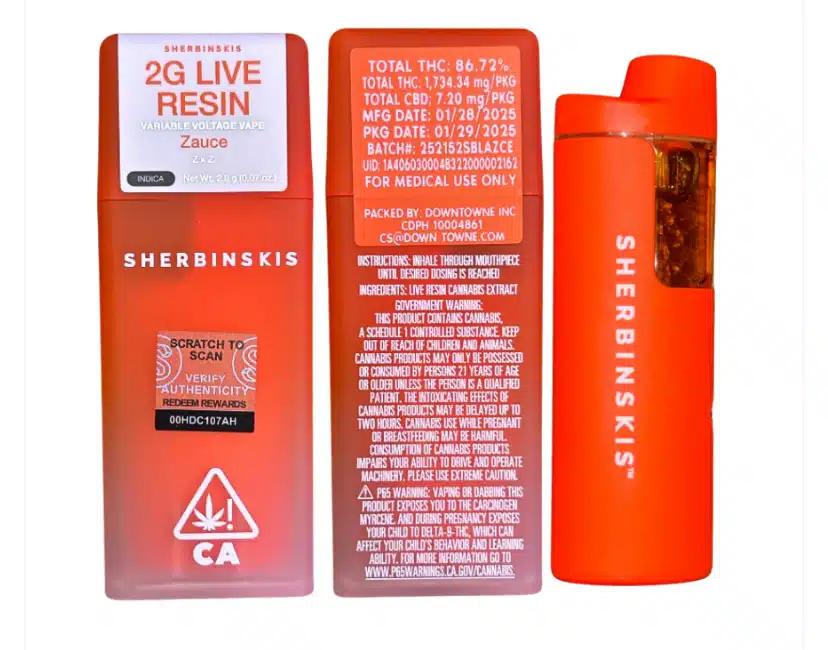 SHERBINSKIS
2G LIVE
RESIN
VARIABLE VOLTAGE VAPE
Zauce
Z x Z
INDICA
Net Wt. 2.0 g (0.07 oz.)
SHERBINSKIS
SCRATCH TO
SCAN
VERIFY
AUTHENTICITY
REDEEM REWARDS
00HDC107AH
!
CA
TOTAL THC: 86.72%
TOTAL THC: 1,734.34 mg/PKG
TOTAL CBD: 7.20 mg/PKG
MFG DATE: 01/28/2025
PKG DATE: 01/29/2025
BATCH#: 252152SBLAZCE
UID: 1A406030004B322000002162
FOR MEDICAL USE ONLY
PACKED BY: DOWNTOWNE INC
CDPH 10004861
CS@DOWN TOWNE.COM
INSTRUCTIONS: INHALE THROUGH MOUTHPIECE
UNTIL DESIRED DOSING IS REACHED
INGREDIENTS: LIVE RESIN CANNABIS EXTRACT
GOVERNMENT WARNING:
THIS PRODUCT CONTAINS CANNABIS,
A SCHEDULE 1 CONTROLLED SUBSTANCE. KEEP
OUT OF REACH OF CHILDREN AND ANIMALS.
CANNABIS PRODUCTS MAY ONLY BE POSSESSED
OR CONSUMED BY PERSONS 21 YEARS OF AGE
OR OLDER UNLESS THE PERSON IS A QUALIFIED
PATIENT. THE INTOXICATING EFFECTS OF
CANNABIS PRODUCTS MAY BE DELAYED UP TO
TWO HOURS. CANNABIS USE WHILE PREGNANT
OR BREASTFEEDING MAY BE HARMFUL.
CONSUMPTION OF CANNABIS PRODUCTS
IMPAIRS YOUR ABILITY TO DRIVE AND OPERATE
MACHINERY. PLEASE USE EXTREME CAUTION.
P65 WARNING: VAPING OR DABBING THIS
PRODUCT EXPOSES YOU TO THE CARCINOGEN
MYRCENE, AND DURING PREGNANCY EXPOSES
YOUR CHILD TO DELTA-9-THC, WHICH CAN
AFFECT YOUR CHILD'S BEHAVIOR AND LEARNING
ABILITY. FOR MORE INFORMATION GO TO
WWW.P65WARNINGS.CA.GOV/CANNABIS.
SHERBINSKIS™